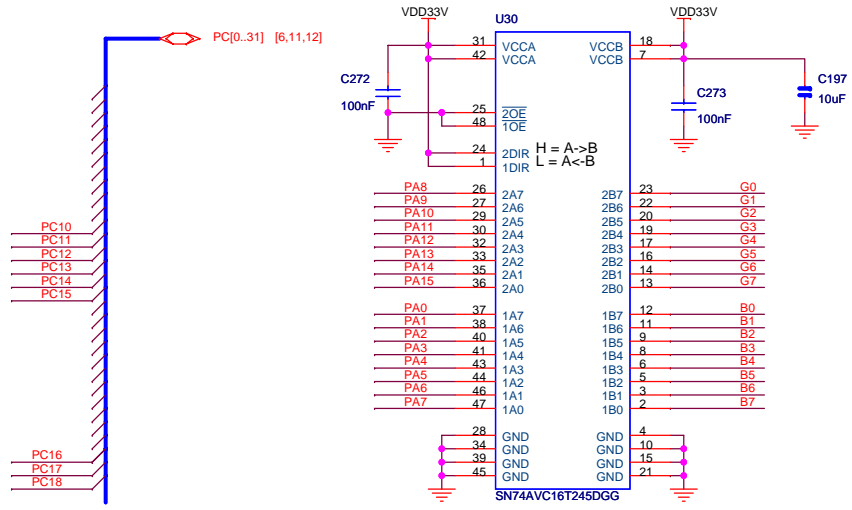 VDD33V
U30
VDD33V
PC[0..31] [6,11,12]
31 VCCA VCCB 18
42 VCCA VCCB 7
C272
100nF
C273
100nF
C197
10uF
25 2OE
48 1OE
24 2DIR H = A->B
1 1DIR L = A<-B
PA8 26 2A7 2B7 23 G0
PA9 27 2A6 2B6 22 G1
PA10 29 2A5 2B5 20 G2
PA11 30 2A4 2B4 19 G3
PA12 32 2A3 2B3 17 G4
PA13 33 2A2 2B2 16 G5
PA14 35 2A1 2B1 14 G6
PA15 36 2A0 2B0 13 G7
PC10
PC11
PC12
PC13
PC14
PC15
PA0 37 1A7 1B7 12 B0
PA1 38 1A6 1B6 11 B1
PA2 40 1A5 1B5 9 B2
PA3 41 1A4 1B4 8 B3
PA4 43 1A3 1B3 6 B4
PA5 44 1A2 1B2 5 B5
PA6 46 1A1 1B1 3 B6
PA7 47 1A0 1B0 2 B7
28 GND GND 4
34 GND GND 10
39 GND GND 15
45 GND GND 21
PC16
PC17
PC18
SN74AVC16T245DGG